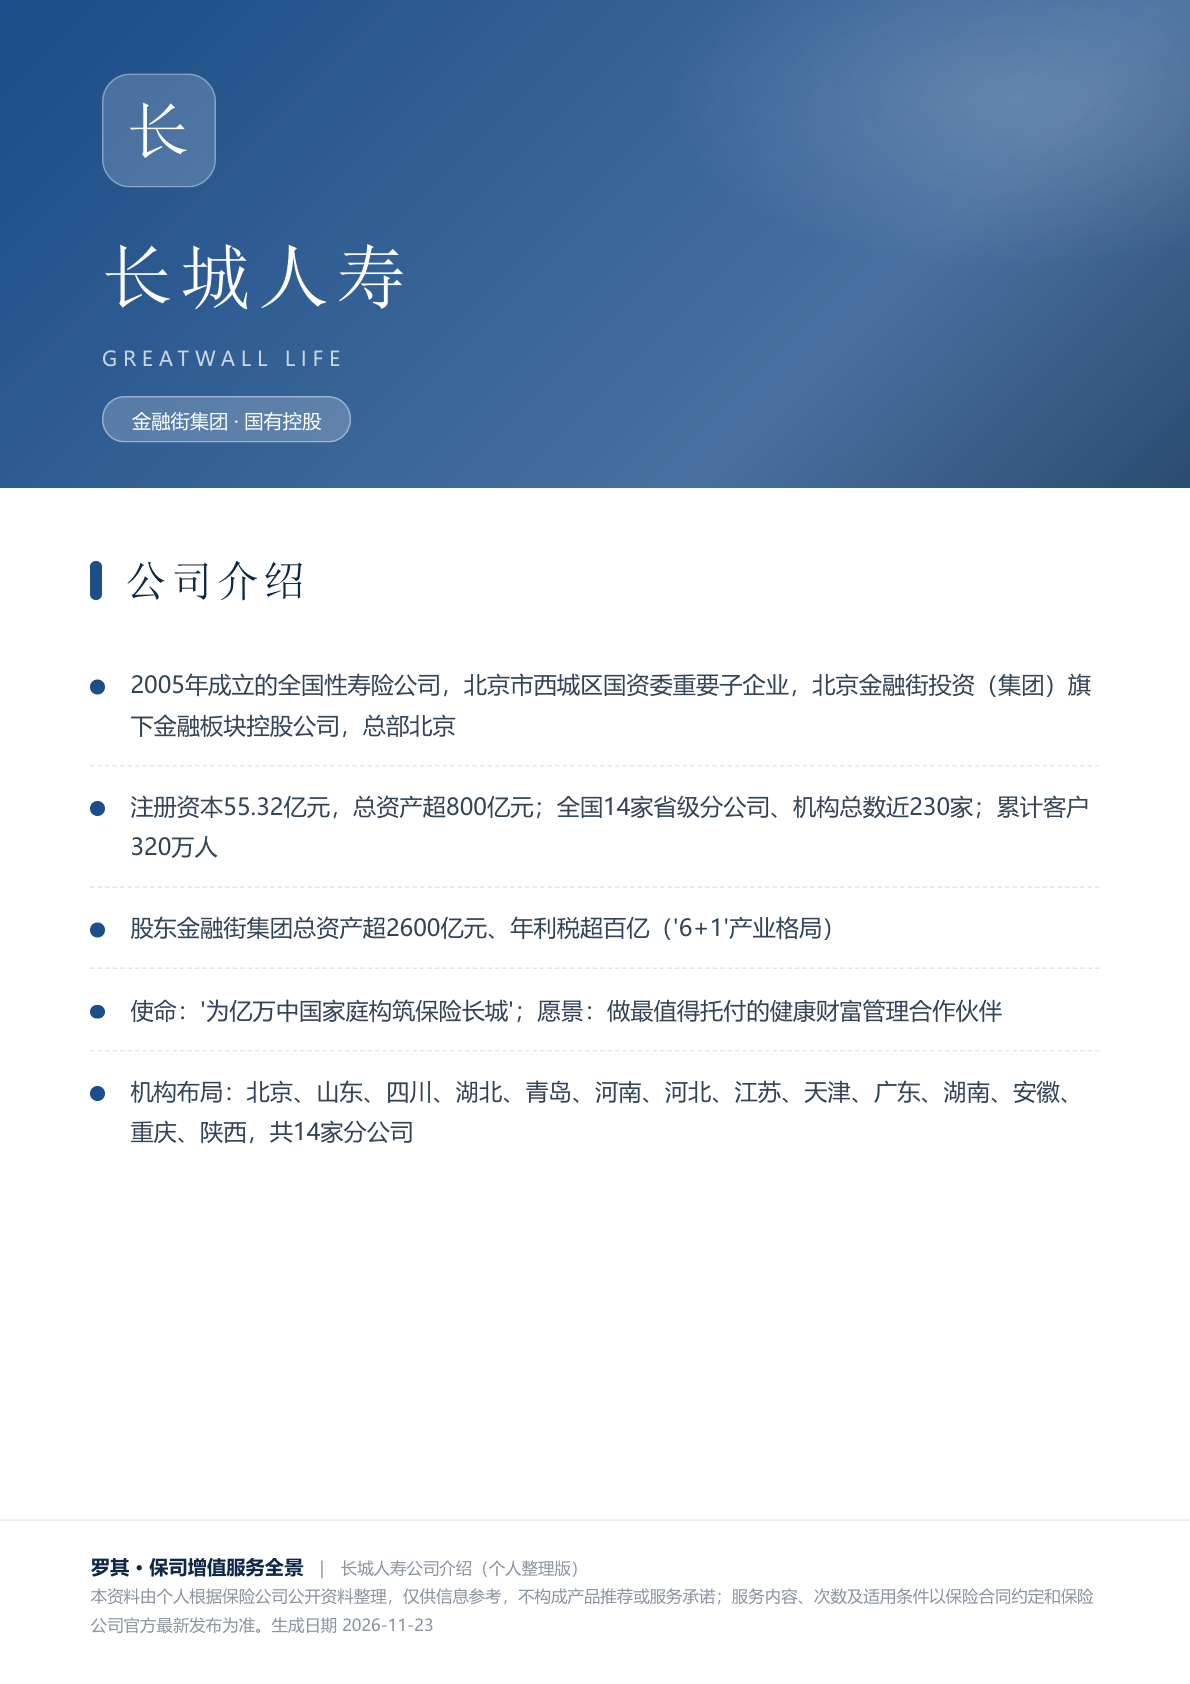 长
长城人寿
GREATWALL LIFE
金融街集团 · 国有控股
公司介绍
2005年成立的全国性寿险公司，北京市西城区国资委重要子企业，北京金融街投资（集团）旗
下金融板块控股公司，总部北京
注册资本55.32亿元，总资产超800亿元；全国14家省级分公司、机构总数近230家；累计客户
320万人
股东金融街集团总资产超2600亿元、年利税超百亿（'6+1'产业格局）
使命：'为亿万中国家庭构筑保险长城'；愿景：做最值得托付的健康财富管理合作伙伴
机构布局：北京、山东、四川、湖北、青岛、河南、河北、江苏、天津、广东、湖南、安徽、
重庆、陕西，共14家分公司
罗其 • 保司增值服务全景 | 长城人寿公司介绍（个人整理版）
本资料由个人根据保险公司公开资料整理，仅供信息参考，不构成产品推荐或服务承诺；服务内容、次数及适用条件以保险合同约定和保险
公司官方最新发布为准。生成日期 2026-11-23